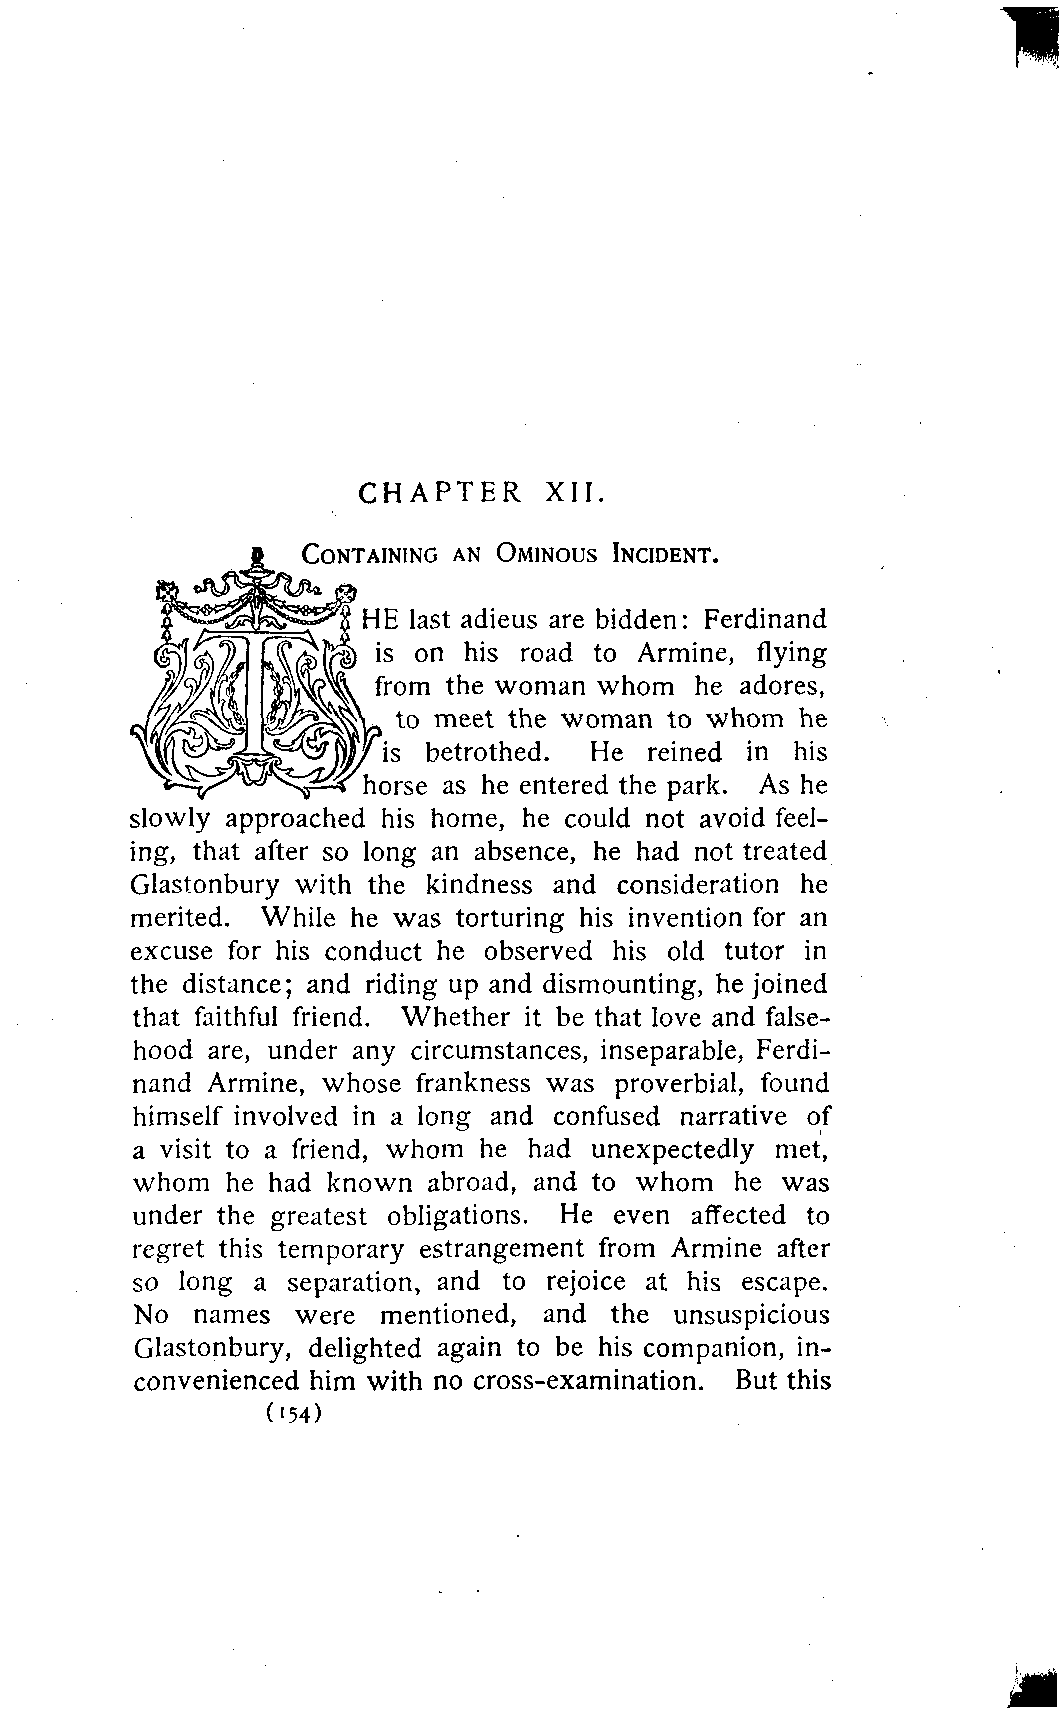 CHAPTER XII.
CONTAINING AN OMINOUS INCIDENT.
THE last adieus are bidden: Ferdinand
is on his road to Armine, flying
from the woman whom he adores,
to meet the woman to whom he
is betrothed. He reined in his
horse as he entered the park. As he
slowly approached his home, he could not avoid feel-
ing, that after so long an absence, he had not treated
Glastonbury with the kindness and consideration he
merited. While he was torturing his invention for an
excuse for his conduct he observed his old tutor in
the distance; and riding up and dismounting, he joined
that faithful friend. Whether it be that love and false-
hood are, under any circumstances, inseparable, Ferdi-
nand Armine, whose frankness was proverbial, found
himself involved in a long and confused narrative of
a visit to a friend, whom he had unexpectedly met,
whom he had known abroad, and to whom he was
under the greatest obligations. He even affected to
regret this temporary estrangement from Armine after
so long a separation, and to rejoice at his escape.
No names were mentioned, and the unsuspicious
Glastonbury, delighted again to be his companion, in-
convenienced him with no cross-examination. But this
(154)